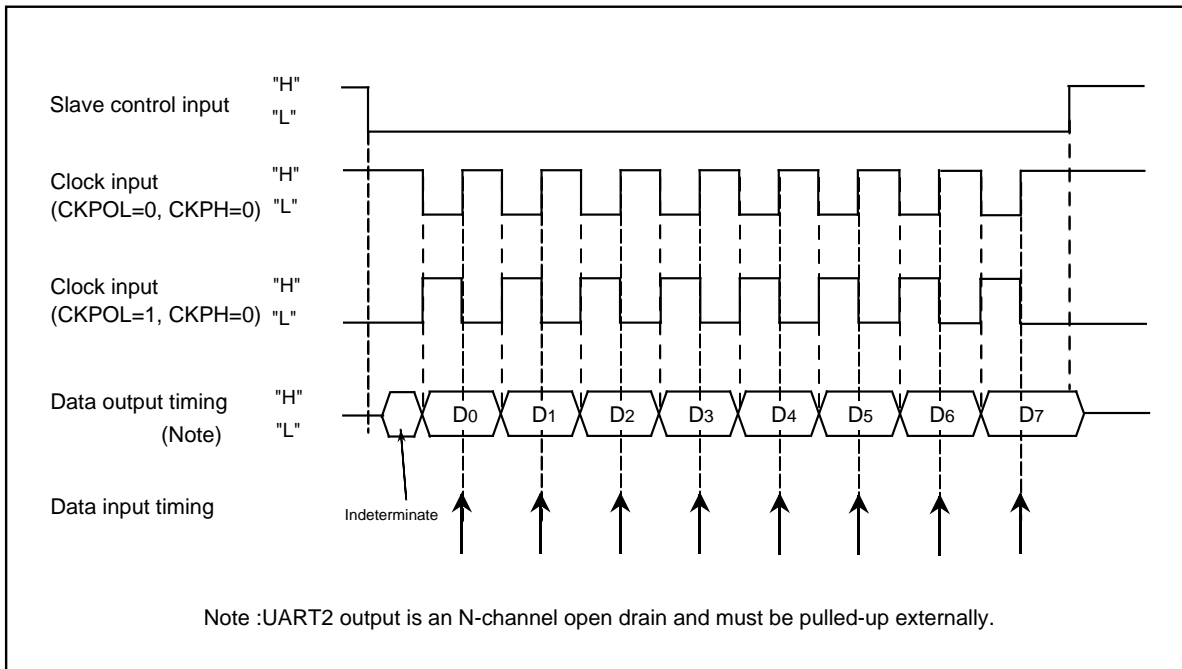 "H"
Slave control input
"L"
Clock input "H"
(CKPOL=0, CKPH=0) "L"
Clock input "H"
(CKPOL=1, CKPH=0) "L"
Data output timing "H"
(Note) "L"
D0 D1 D2 D3 D4 D5 D6 D7
Data input timing
Indeterminate
Note :UART2 output is an N-channel open drain and must be pulled-up externally.